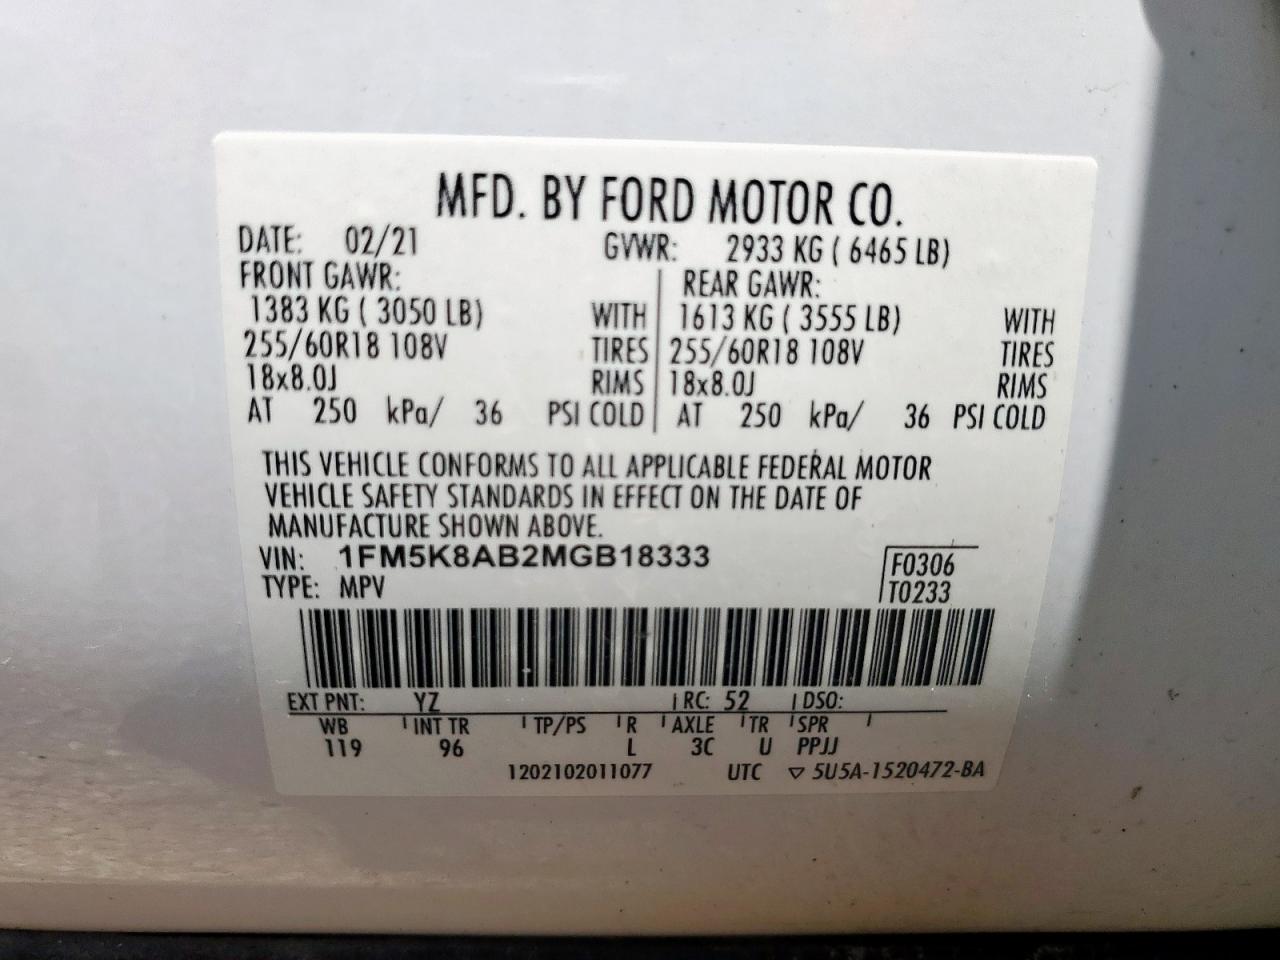 MFD. BY FORD MOTOR CO.
DATE: 02/21 GVWR: 2933 KG ( 6465 LB)
FRONT GAWR: REAR GAWR:
1383 KG ( 3050 LB) WITH 1613 KG ( 3555 LB) WITH
255/60R18 108V TIRES 255/60R18 108V TIRES
18x8.0J RIMS 18x8.0J RIMS
AT 250 kPa/ 36 PSI COLD AT 250 kPa/ 36 PSI COLD
THIS VEHICLE CONFORMS TO ALL APPLICABLE FEDERAL MOTOR
VEHICLE SAFETY STANDARDS IN EFFECT ON THE DATE OF
MANUFACTURE SHOWN ABOVE.
VIN: 1FM5K8AB2MGB18333 F0306
TYPE: MPV T0233
EXT PNT: YZ RC: 52 DSO:
WB INT TR TP/PS R AXLE TR SPR
119 96 L 3C U PPJJ
1202102011077 UTC ▽ 5U5A-1520472-BA